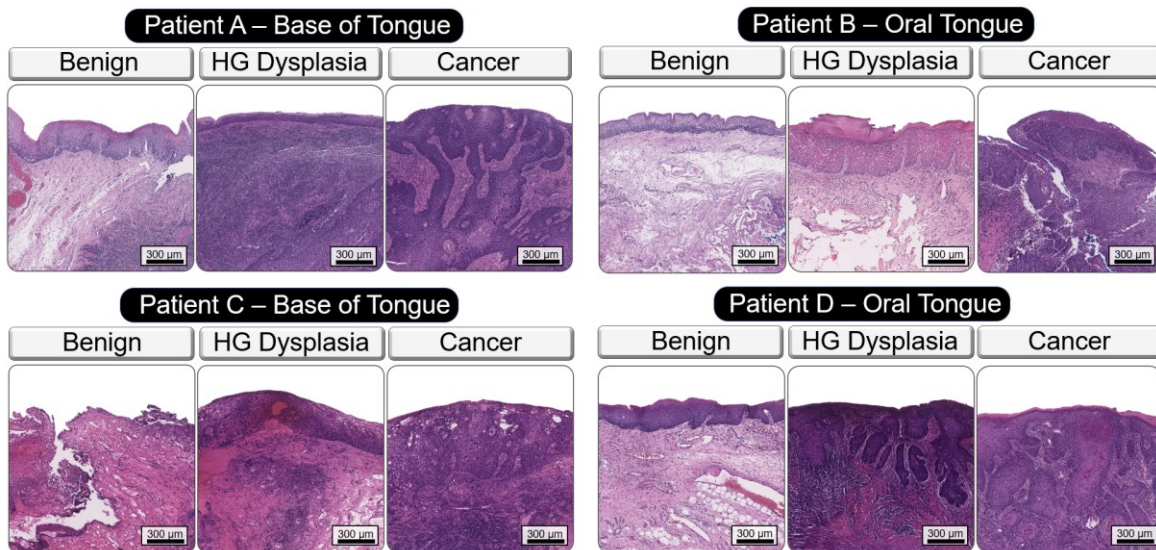 Patient A – Base of Tongue
Benign
HG Dysplasia
Cancer
300 µm
300 µm
300 µm
Patient B – Oral Tongue
Benign
HG Dysplasia
Cancer
300 µm
300 µm
300 µm
Patient C – Base of Tongue
Benign
HG Dysplasia
Cancer
300 µm
300 µm
300 µm
Patient D – Oral Tongue
Benign
HG Dysplasia
Cancer
300 µm
300 µm
300 µm